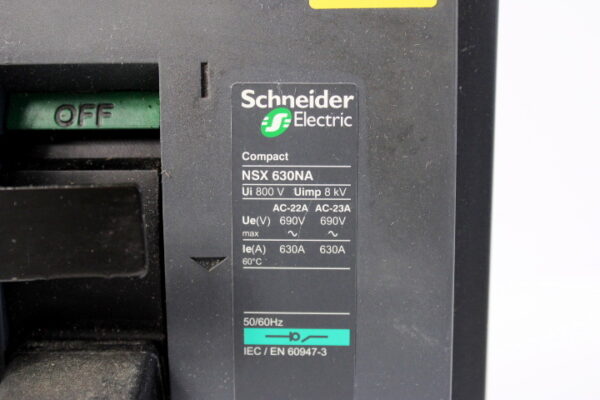 OFF
Schneider
Electric
Compact
NSX 630NA
Ui 800 V Uimp 8 kV
AC-22A AC-23A
Ue(V) 690V 690V
max ~ ~
Ie(A) 630A 630A
60°C
50/60Hz
IEC / EN 60947-3